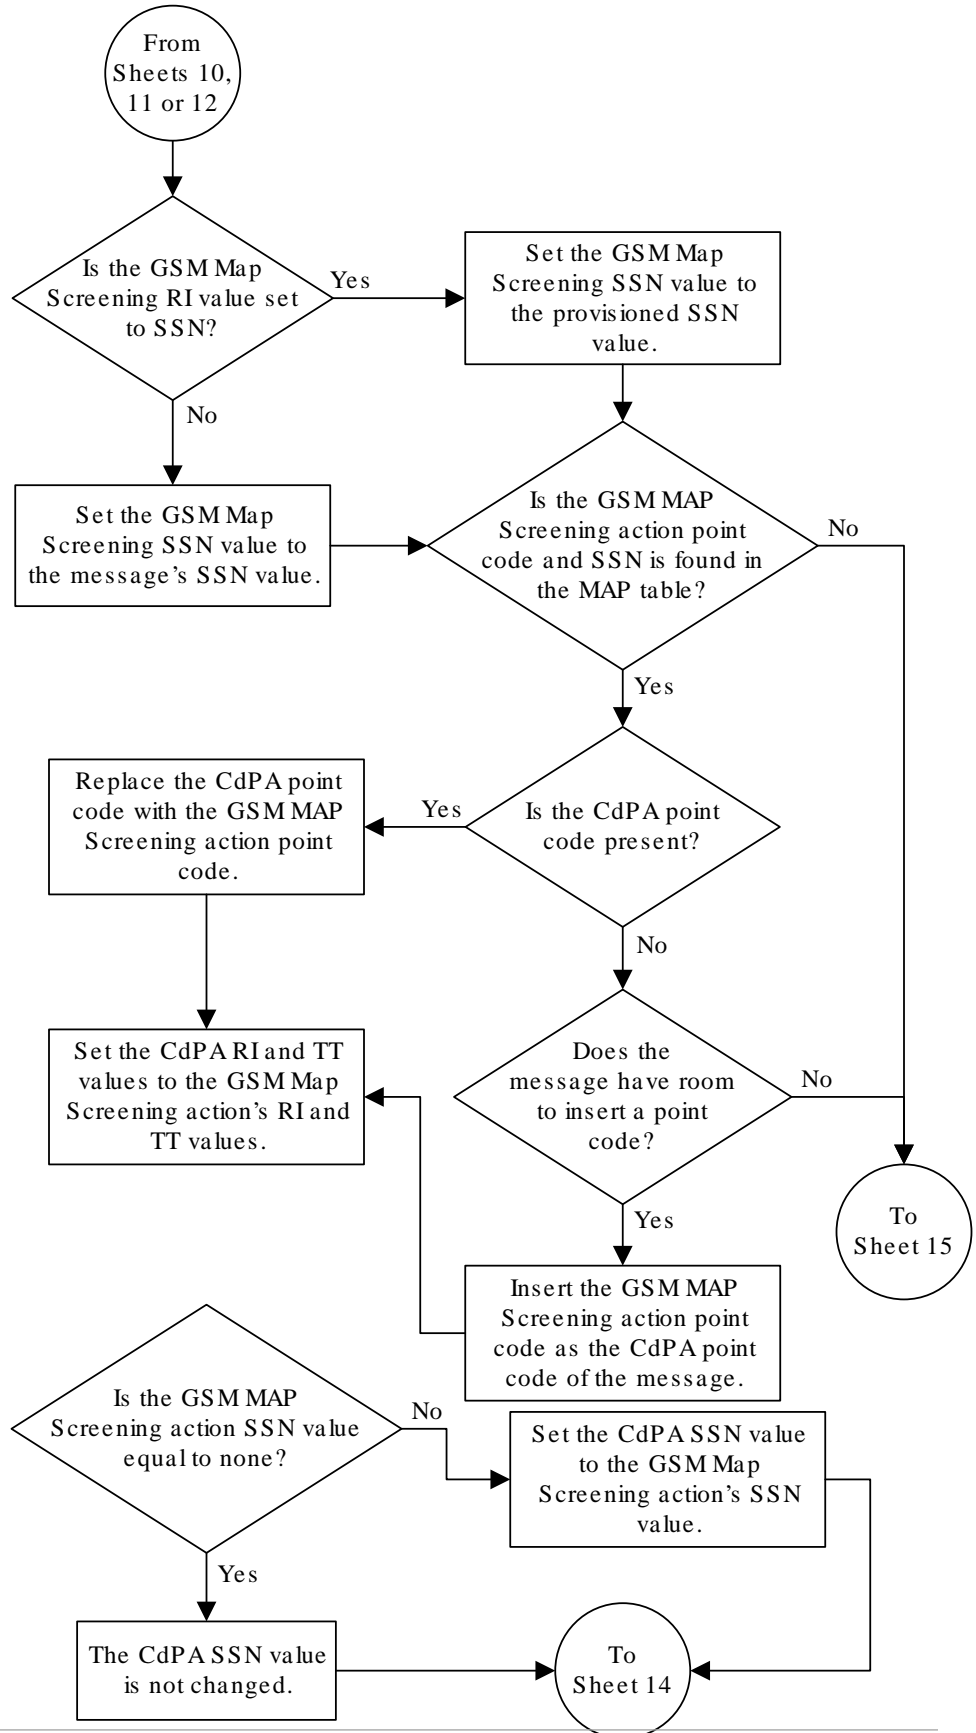 From
Sheets 10,
11 or 12
Is the GSM Map
Screening RI value set
to SSN?
Yes
Set the GSM Map
Screening SSN value to
the provisioned SSN
value.
No
Set the GSM Map
Screening SSN value to
the message’s SSN value.
Is the GSM MAP
Screening action point
code and SSN is found in
the MAP table?
No
Yes
Is the CdPA point
code present?
Yes
Replace the CdPA point
code with the GSM MAP
Screening action point
code.
No
Does the
message have room
to insert a point
code?
No
Set the CdPA RI and TT
values to the GSM Map
Screening action’s RI and
TT values.
Yes
To
Sheet 15
Insert the GSM MAP
Screening action point
code as the CdPA point
code of the message.
Is the GSM MAP
Screening action SSN value
equal to none?
No
Set the CdPA SSN value
to the GSM Map
Screening action’s SSN
value.
Yes
The CdPA SSN value
is not changed.
To
Sheet 14